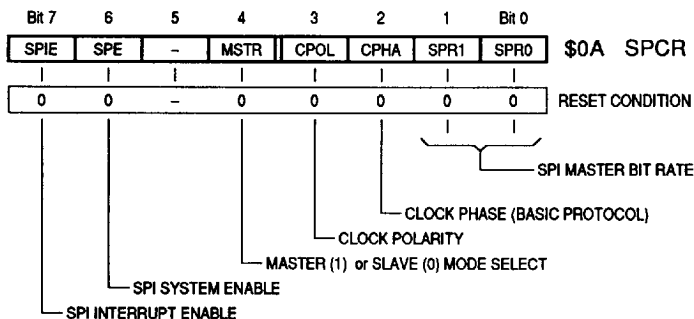 Bit 7 6 5 4 3 2 1 Bit 0
SPIE SPE – MSTR CPOL CPHA SPR1 SPR0 $0A SPCR
0 0 – 0 0 0 0 0 RESET CONDITION
SPI MASTER BIT RATE
CLOCK PHASE (BASIC PROTOCOL)
CLOCK POLARITY
MASTER (1) or SLAVE (0) MODE SELECT
SPI SYSTEM ENABLE
SPI INTERRUPT ENABLE